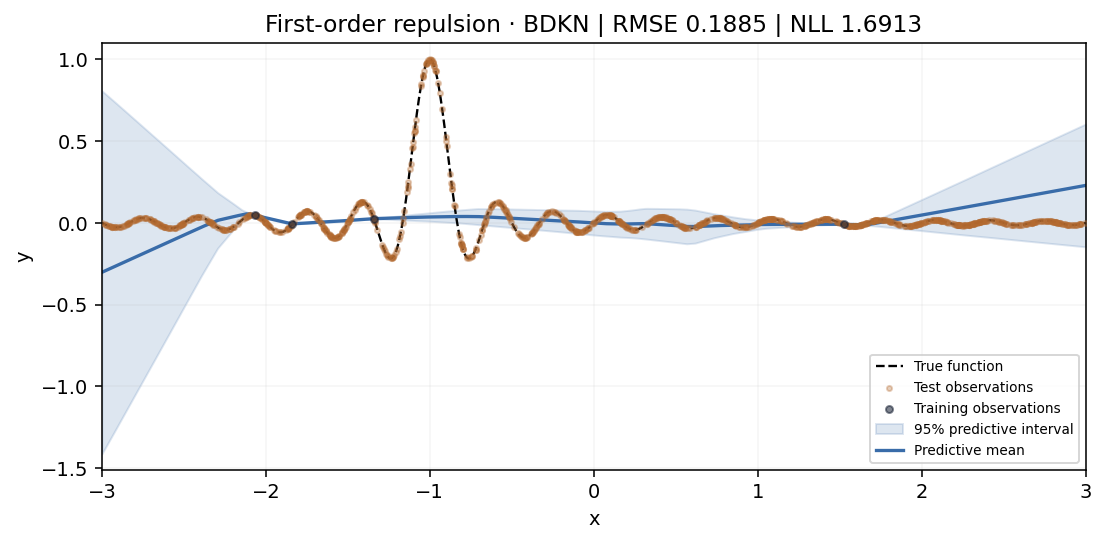 First-order repulsion · BDKN | RMSE 0.1885 | NLL 1.6913
1.0
0.5
0.0
−0.5
−1.0
−1.5
y
True function
Test observations
Training observations
95% predictive interval
Predictive mean
−3 −2 −1 0 1 2 3
x